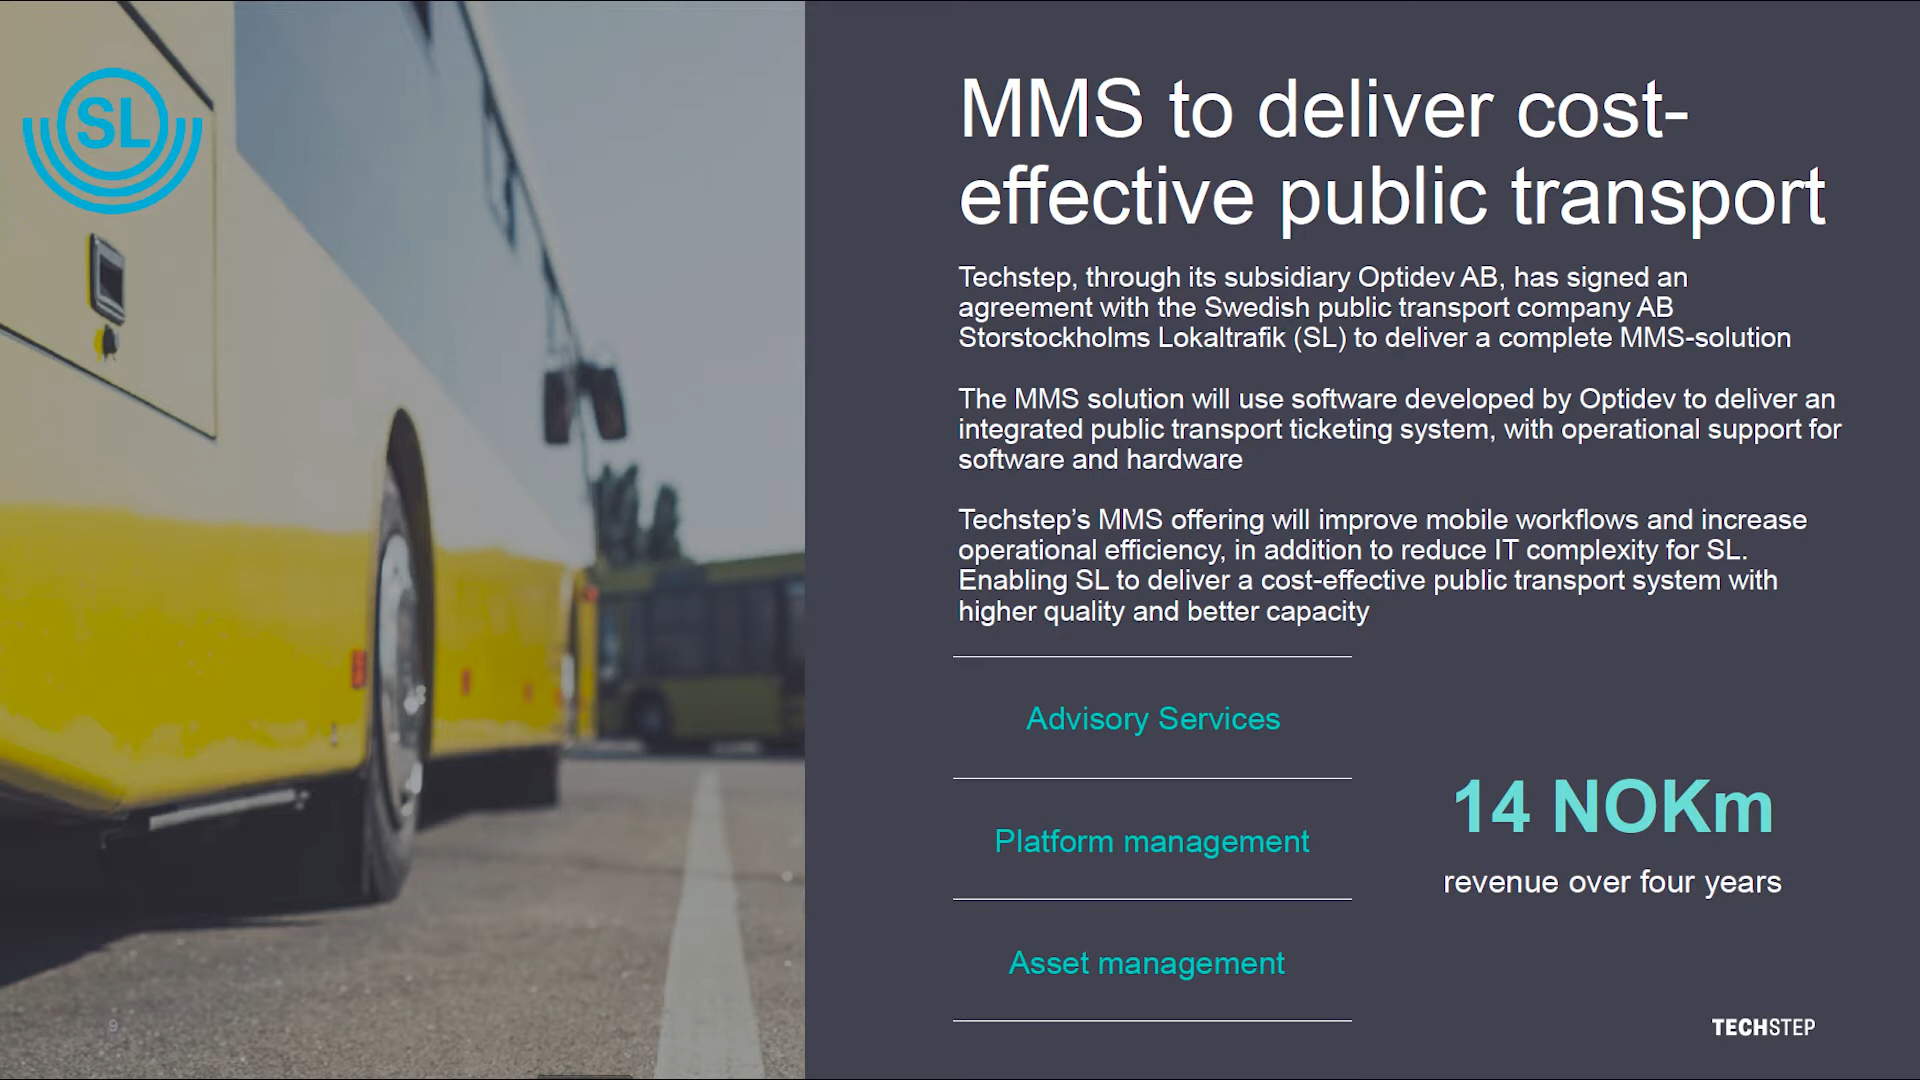 SL
MMS to deliver cost-
effective public transport
Techstep, through its subsidiary Optidev AB, has signed an
agreement with the Swedish public transport company AB
Storstockholms Lokaltrafik (SL) to deliver a complete MMS-solution
The MMS solution will use software developed by Optidev to deliver an
integrated public transport ticketing system, with operational support for
software and hardware
Techstep’s MMS offering will improve mobile workflows and increase
operational efficiency, in addition to reduce IT complexity for SL.
Enabling SL to deliver a cost-effective public transport system with
higher quality and better capacity
Advisory Services
Platform management
Asset management
14 NOKm
revenue over four years
9
TECHSTEP